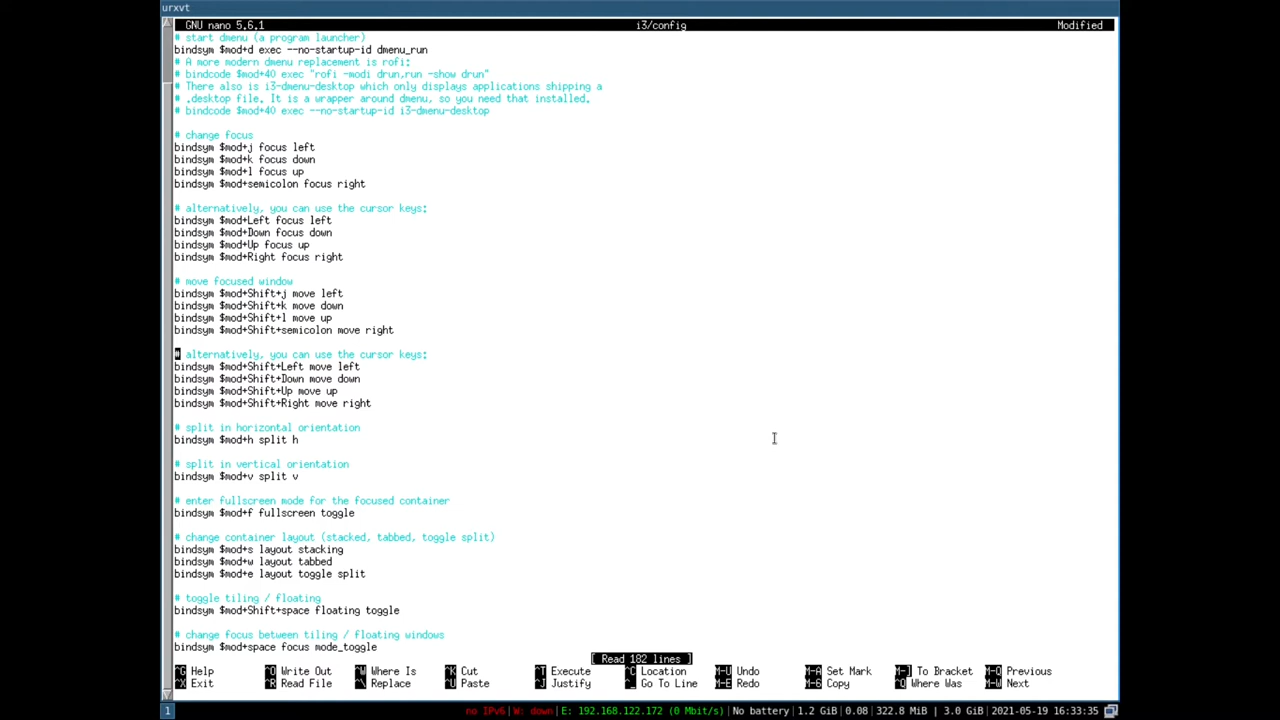 urxvt
GNU nano 5.6.1 i3/config Modified
# start dmenu (a program launcher)
bindsym $mod+d exec --no-startup-id dmenu_run
# A more modern dmenu replacement is rofi:
# bindcode $mod+40 exec "rofi -modi drun,run -show drun"
# There also is i3-dmenu-desktop which only displays applications shipping a
# .desktop file. It is a wrapper around dmenu, so you need that installed.
# bindcode $mod+40 exec --no-startup-id i3-dmenu-desktop
# change focus
bindsym $mod+j focus left
bindsym $mod+k focus down
bindsym $mod+l focus up
bindsym $mod+semicolon focus right
# alternatively, you can use the cursor keys:
bindsym $mod+Left focus left
bindsym $mod+Down focus down
bindsym $mod+Up focus up
bindsym $mod+Right focus right
# move focused window
bindsym $mod+Shift+j move left
bindsym $mod+Shift+k move down
bindsym $mod+Shift+l move up
bindsym $mod+Shift+semicolon move right
# alternatively, you can use the cursor keys:
bindsym $mod+Shift+Left move left
bindsym $mod+Shift+Down move down
bindsym $mod+Shift+Up move up
bindsym $mod+Shift+Right move right
# split in horizontal orientation
bindsym $mod+h split h
# split in vertical orientation
bindsym $mod+v split v
# enter fullscreen mode for the focused container
bindsym $mod+f fullscreen toggle
# change container layout (stacked, tabbed, toggle split)
bindsym $mod+s layout stacking
bindsym $mod+w layout tabbed
bindsym $mod+e layout toggle split
# toggle tiling / floating
bindsym $mod+Shift+space floating toggle
# change focus between tiling / floating windows
bindsym $mod+space focus mode_toggle
[ Read 182 lines ]
^G Help ^O Write Out ^W Where Is ^K Cut ^T Execute ^C Location M-U Undo M-A Set Mark M-] To Bracket M-Q Previous
^X Exit ^R Read File ^\ Replace ^U Paste ^J Justify ^_ Go To Line M-E Redo M-6 Copy ^Q Where Was M-W Next
1 no IPv6|W: down|E: 192.168.122.172 (0 Mbit/s)|No battery|1.2 GiB|0.08|322.8 MiB | 3.0 GiB|2021-05-19 16:33:35